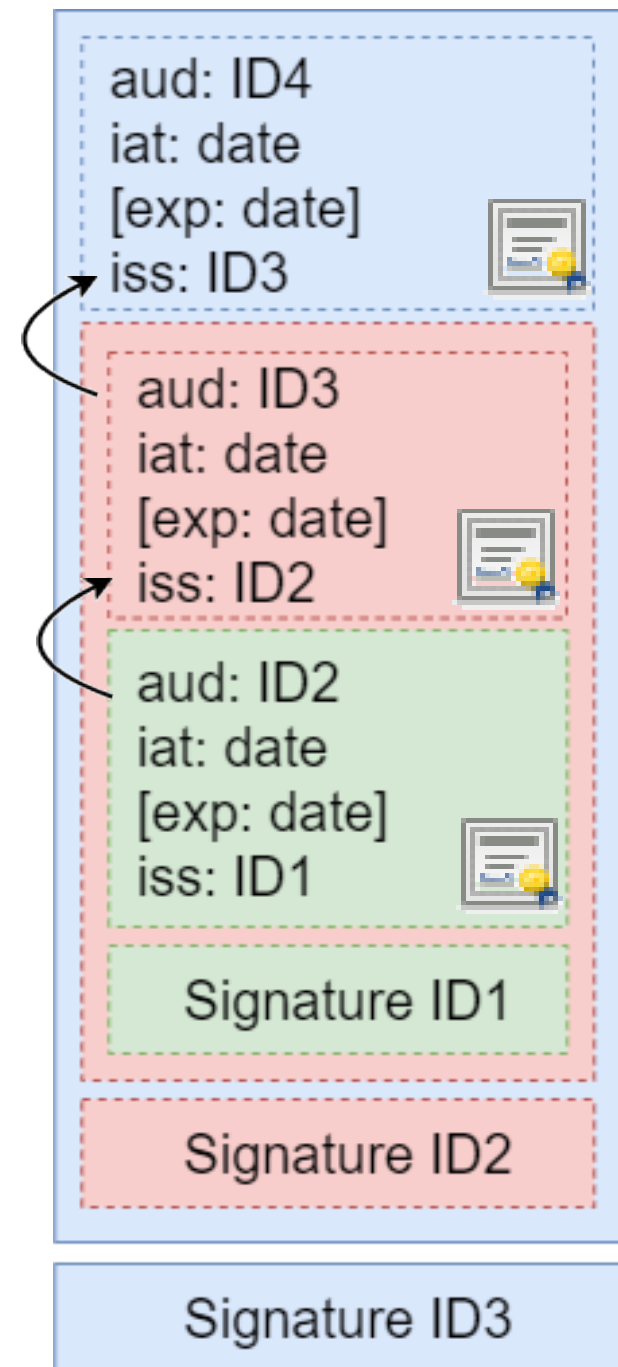 aud: ID4
iat: date
[exp: date]
iss: ID3
aud: ID3
iat: date
[exp: date]
iss: ID2
aud: ID2
iat: date
[exp: date]
iss: ID1
Signature ID1
Signature ID2
Signature ID3